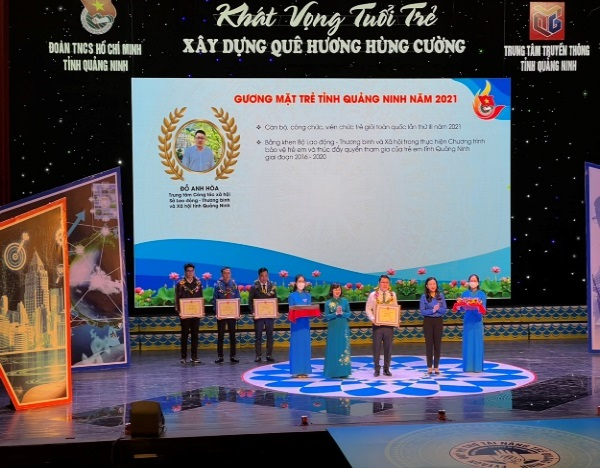 Khát Vọng Tuổi Trẻ
XÂY DỰNG QUÊ HƯƠNG HÙNG CƯỜNG
ĐOÀN TNCS HỒ CHÍ MINH
TỈNH QUẢNG NINH
TRUNG TÂM TRUYỀN THÔNG
TỈNH QUẢNG NINH
GƯƠNG MẶT TRẺ TỈNH QUẢNG NINH NĂM 2021
Cán bộ, công chức, viên chức trẻ giỏi toàn quốc lần thứ III năm 2021
Bằng khen Bộ Lao động - Thương binh và Xã hội trong thực hiện Chương trình
bảo vệ trẻ em và thúc đẩy quyền tham gia của trẻ em tỉnh Quảng Ninh
giai đoạn 2016 - 2020
ĐỖ ANH HÒA
Trung tâm Công tác xã hội
Sở Lao động - Thương binh
và Xã hội tỉnh Quảng Ninh